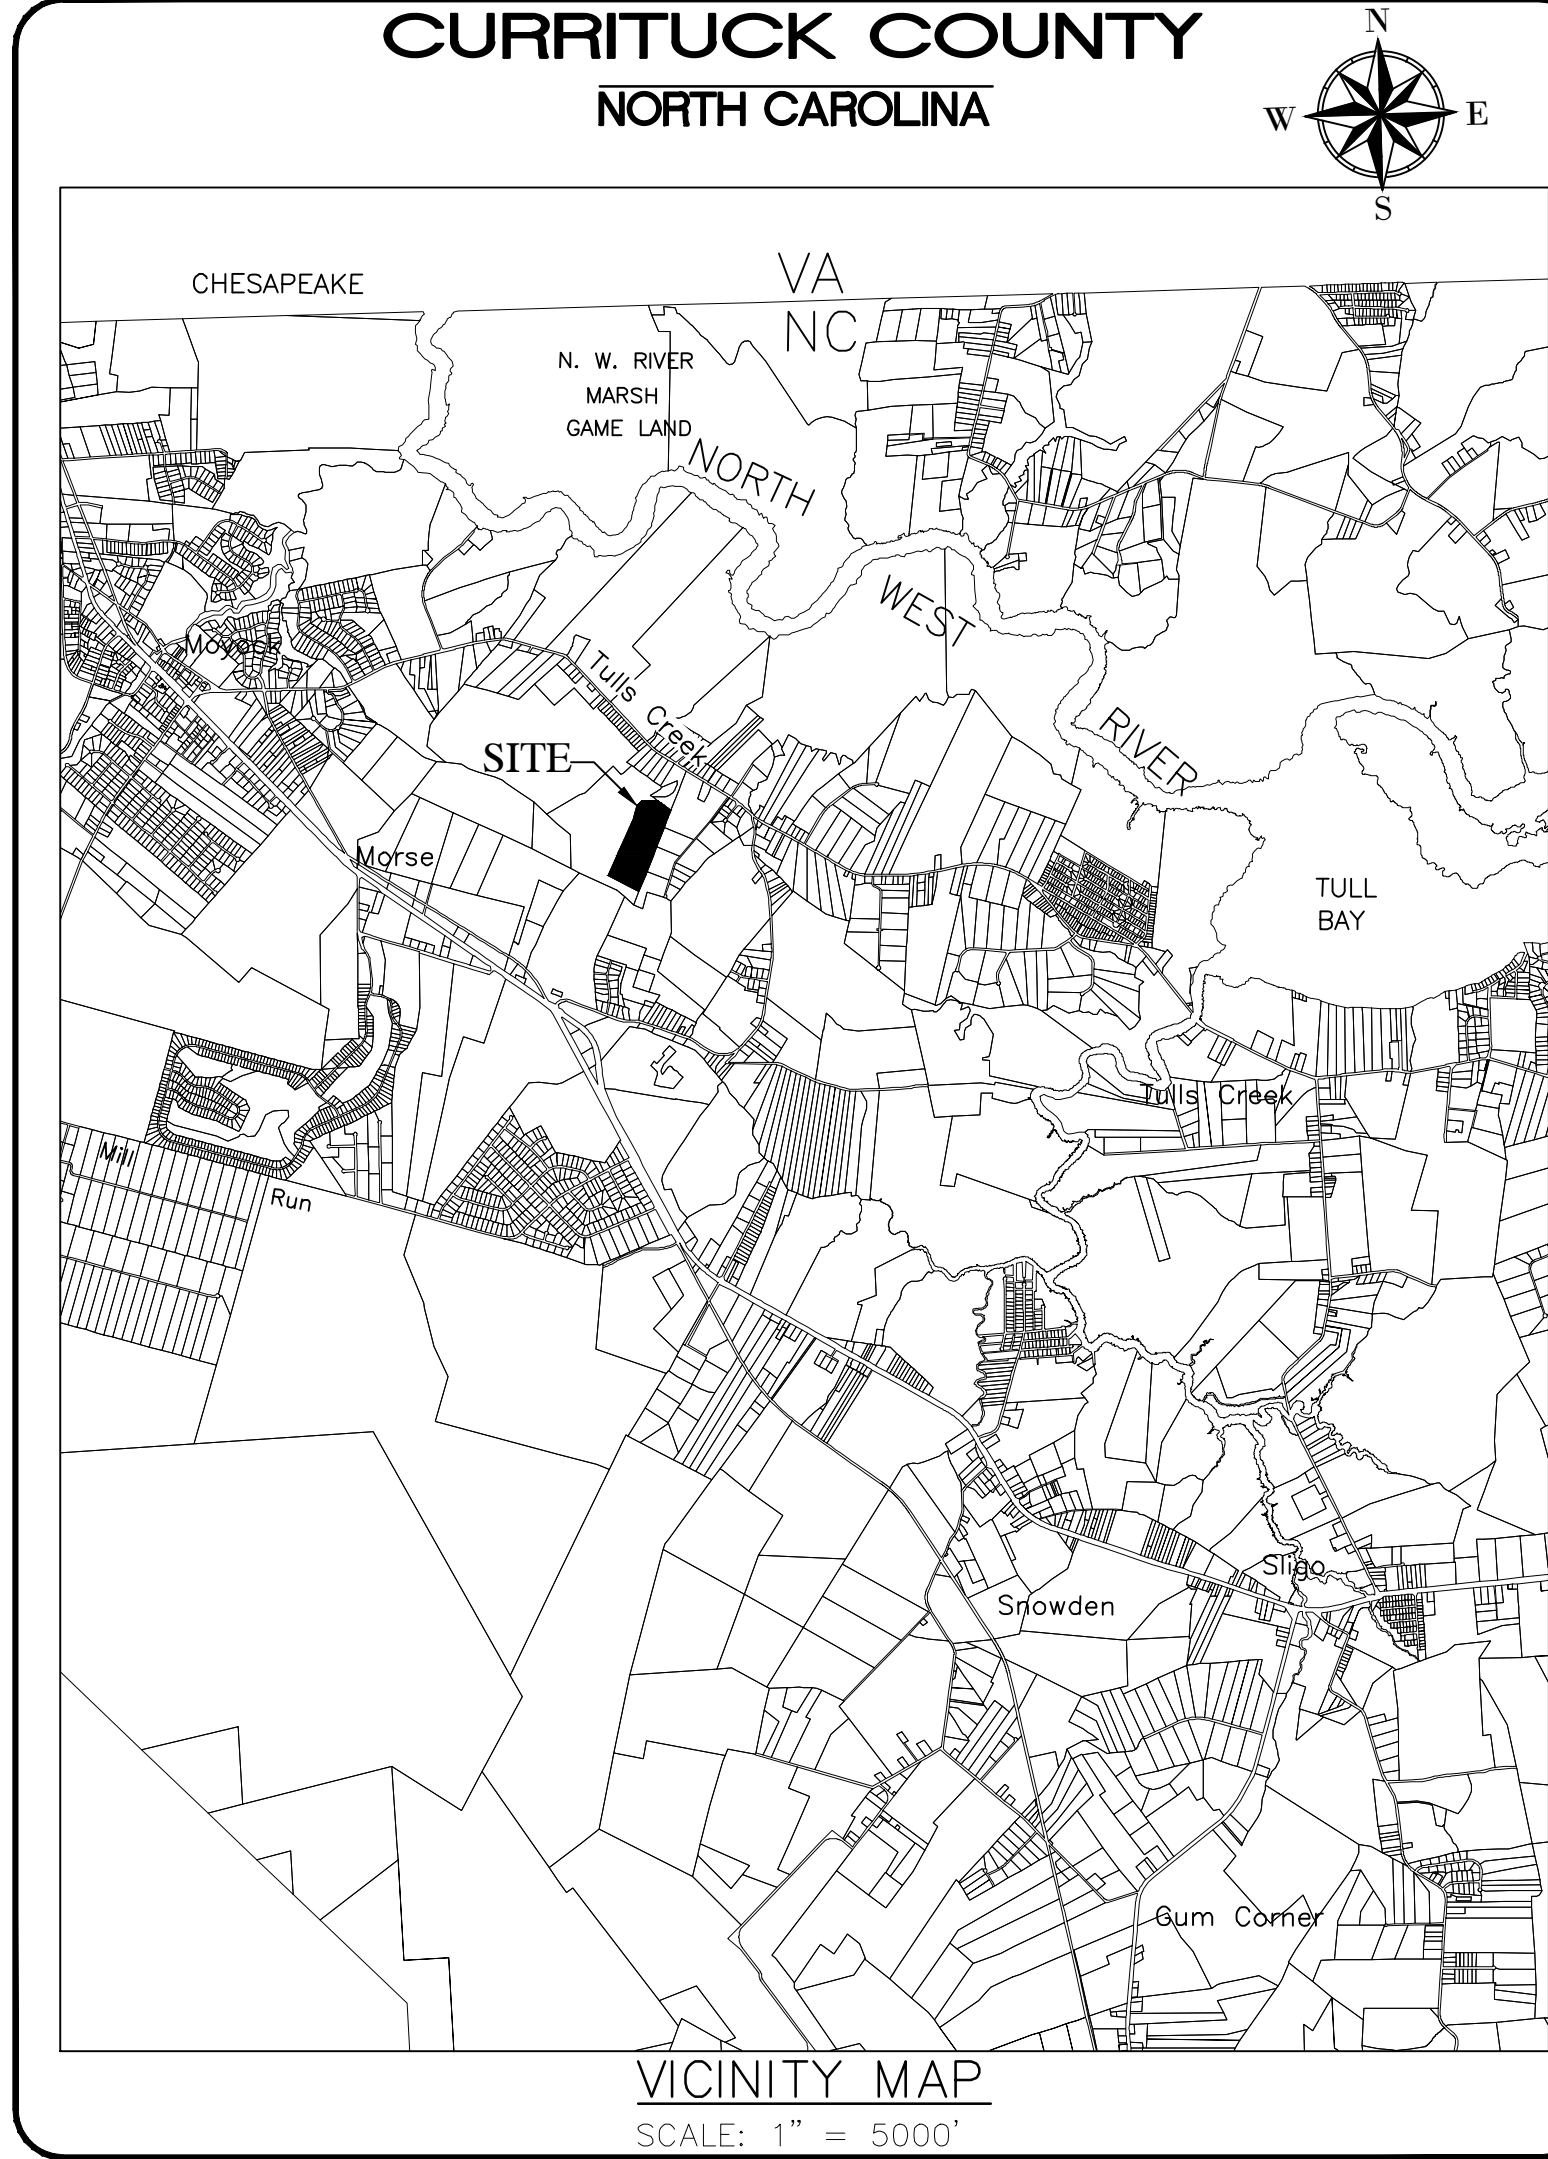 CURRITUCK COUNTY
NORTH CAROLINA
N
W
E
S
CHESAPEAKE
VA
NC
N. W. RIVER
MARSH
GAME LAND
NORTH
WEST
RIVER
Moyock
Tulls Creek
SITE
Morse
TULL
BAY
Tulls Creek
Mill
Run
Sligo
Snowden
Gum Corner
VICINITY MAP
SCALE: 1" = 5000'